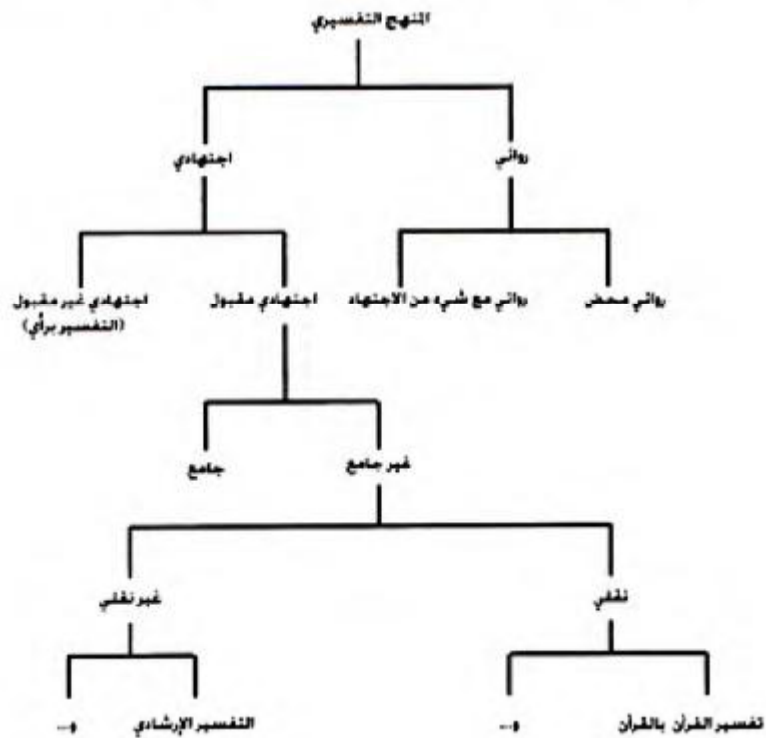 المنهج التفسيري
روائي
اجتهادي
روائي محض
روائي مع شيء من الاجتهاد
اجتهادي مقبول
اجتهادي غير مقبول
(التفسير برأي)
غير جامع
جامع
نقلي
غير نقلي
تفسير القرآن بالقرآن
و...
التفسير الإرشادي
و...